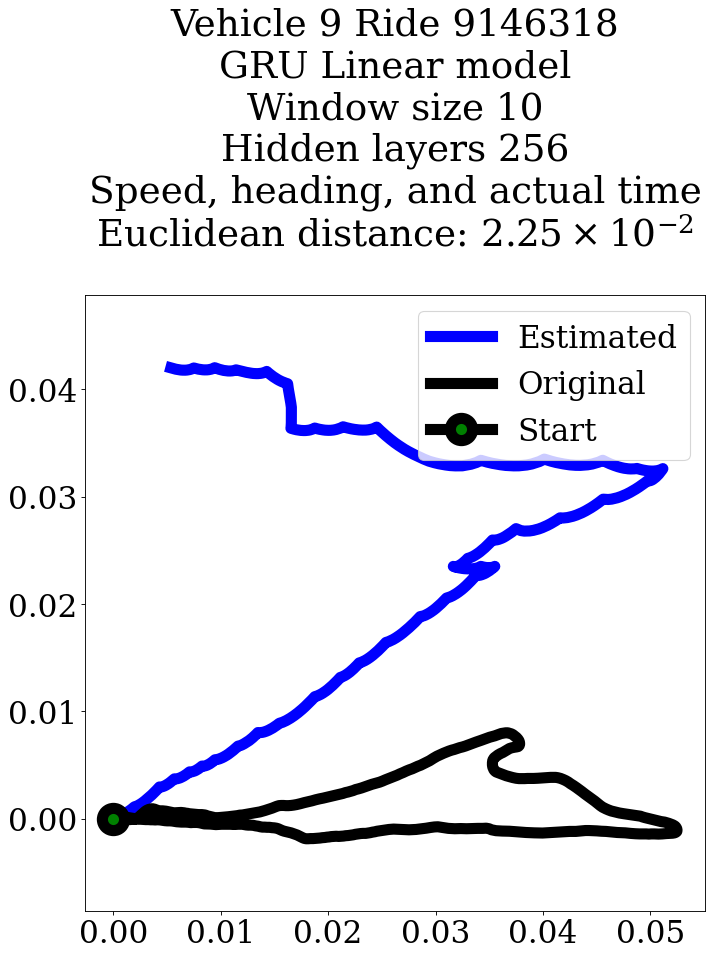 Vehicle 9 Ride 9146318
GRU Linear model
Window size 10
Hidden layers 256
Speed, heading, and actual time
Euclidean distance: 2.25 × 10⁻²
Estimated
Original
Start
0.04
0.03
0.02
0.01
0.00
0.00 0.01 0.02 0.03 0.04 0.05